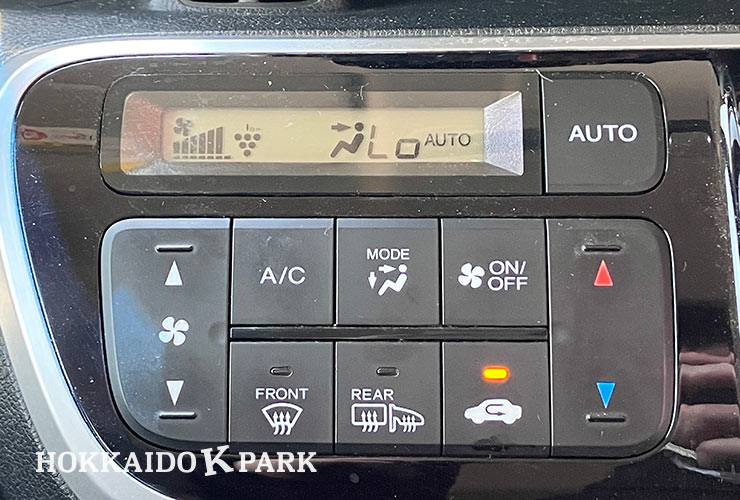 Lo AUTO
AUTO
A/C
MODE
ON/
OFF
FRONT
REAR
HOKKAIDO K PARK